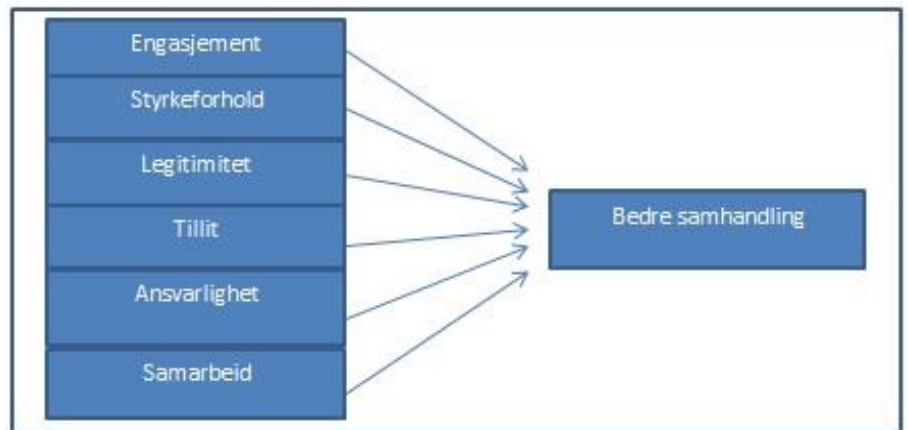 Engasjement
Styrkeforhold
Legitimitet
Tillit
Ansvarlighet
Samarbeid
Bedre samhandling